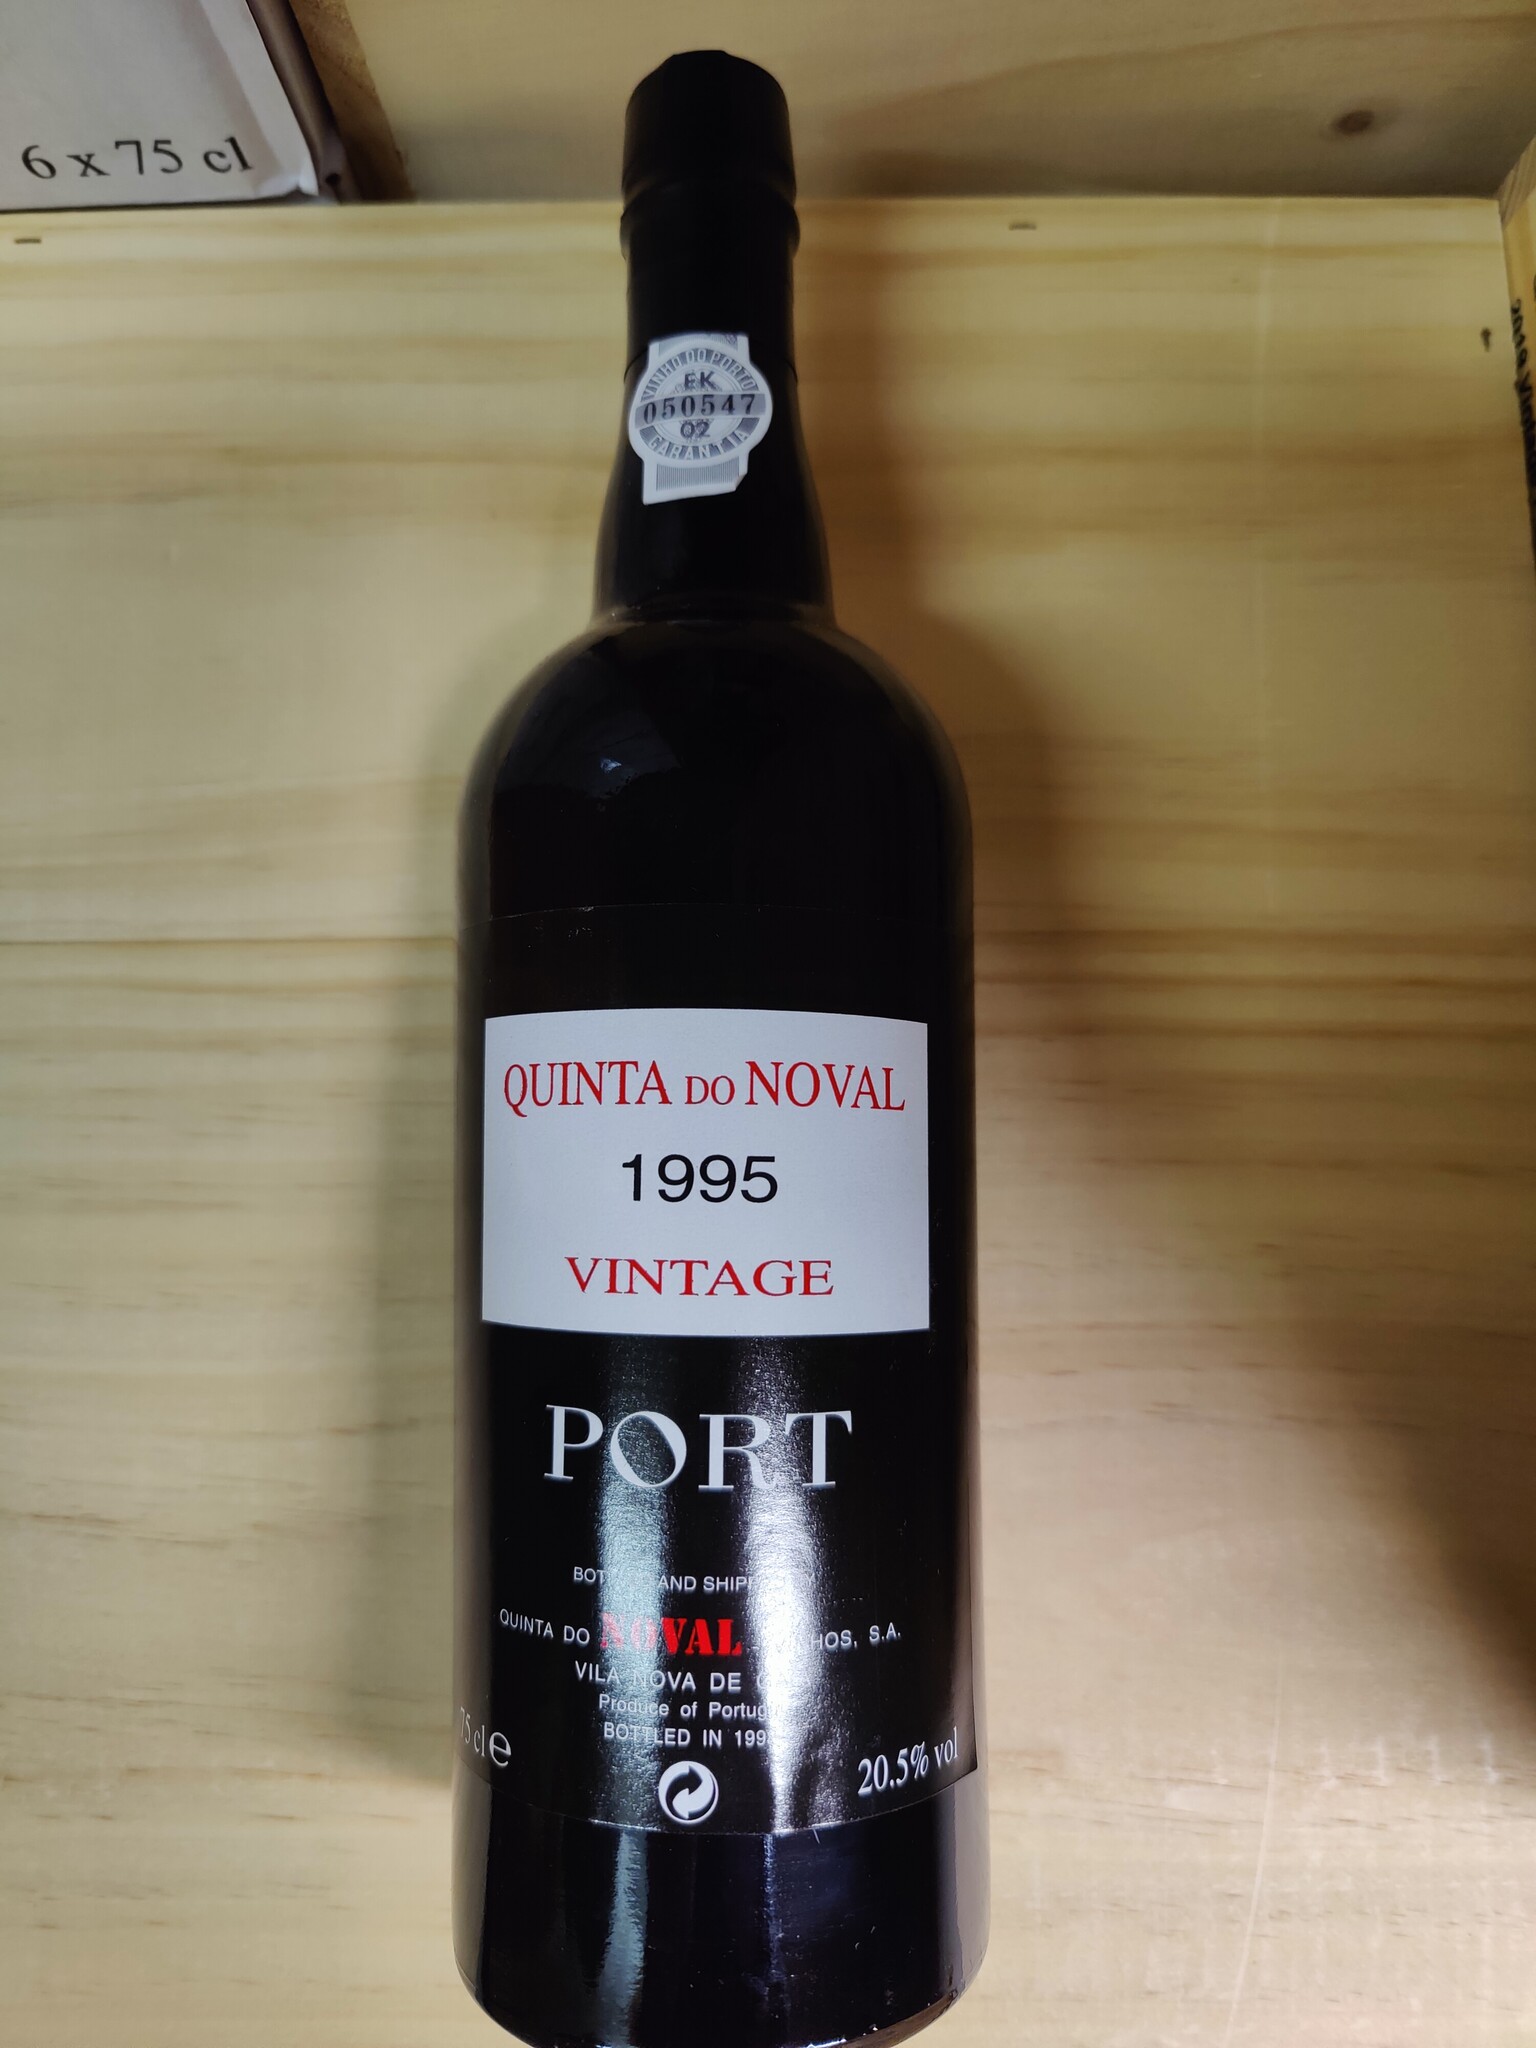 6 x 75 cl
VINHO DO PORTO
EK
050547
02
GARANTIA
QUINTA DO NOVAL
1995
VINTAGE
PORT
AND
QUINTA DO NOVAL S.A.
VILA NOVA DE
Produce of
BOTTLED IN
75 cl e
20.5% vol